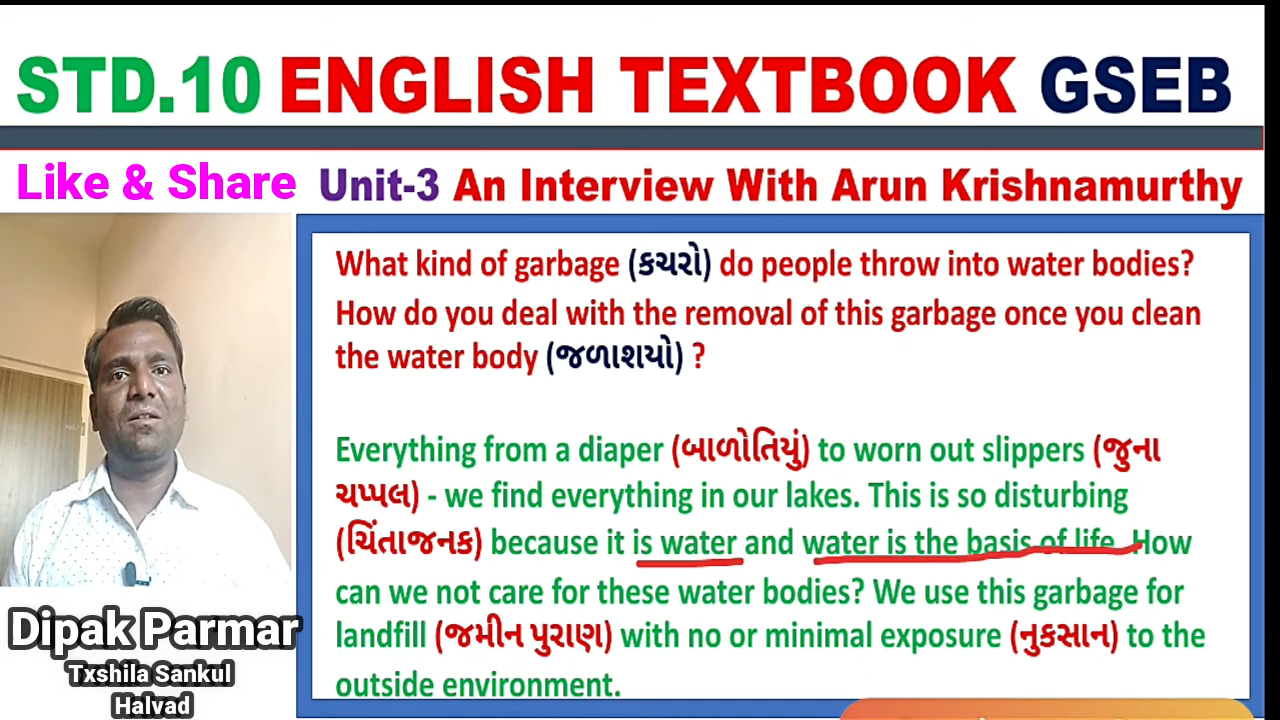 STD.10 ENGLISH TEXTBOOK GSEB
Like & Share
Unit-3 An Interview With Arun Krishnamurthy
What kind of garbage (કચરો) do people throw into water bodies?
How do you deal with the removal of this garbage once you clean
the water body (જળાશયો) ?
Everything from a diaper (બાળોતિયું) to worn out slippers (જુના
ચપ્પલ) - we find everything in our lakes. This is so disturbing
(ચિંતાજનક) because it is water and water is the basis of life. How
can we not care for these water bodies? We use this garbage for
landfill (જમીન પુરાણ) with no or minimal exposure (નુકસાન) to the
outside environment.
Dipak Parmar
Txshila Sankul
Halvad